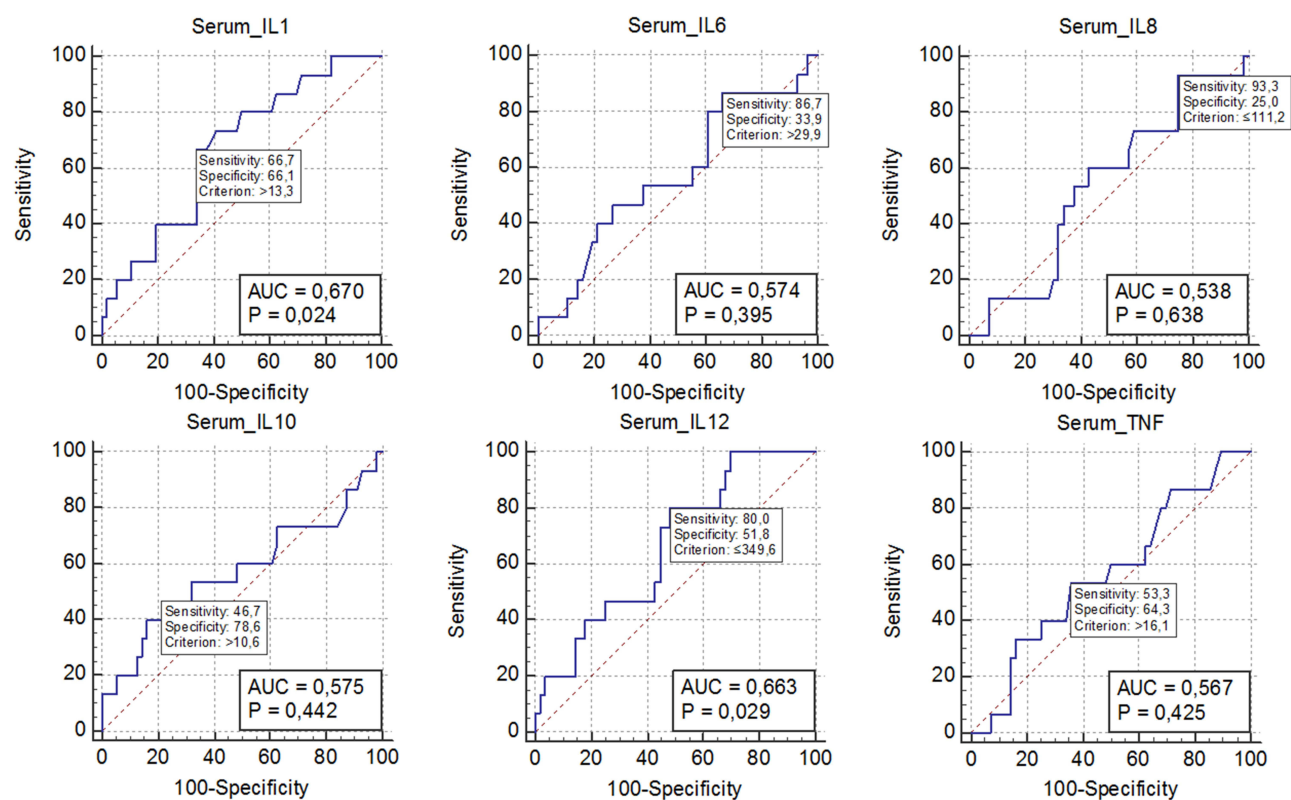 Serum_IL1
100
80
60
40
20
0
Sensitivity
Sensitivity: 66,7
Specificity: 66,1
Criterion: >13,3
AUC = 0,670
P = 0,024
0 20 40 60 80 100
100-Specificity
Serum_IL6
100
80
60
40
20
0
Sensitivity
Sensitivity: 86,7
Specificity: 33,9
Criterion: >29,9
AUC = 0,574
P = 0,395
0 20 40 60 80 100
100-Specificity
Serum_IL8
100
80
60
40
20
0
Sensitivity
Sensitivity: 93,3
Specificity: 25,0
Criterion: ≤111,2
AUC = 0,538
P = 0,638
0 20 40 60 80 100
100-Specificity
Serum_IL10
100
80
60
40
20
0
Sensitivity
Sensitivity: 46,7
Specificity: 78,6
Criterion: >10,6
AUC = 0,575
P = 0,442
0 20 40 60 80 100
100-Specificity
Serum_IL12
100
80
60
40
20
0
Sensitivity
Sensitivity: 80,0
Specificity: 51,8
Criterion: ≤349,6
AUC = 0,663
P = 0,029
0 20 40 60 80 100
100-Specificity
Serum_TNF
100
80
60
40
20
0
Sensitivity
Sensitivity: 53,3
Specificity: 64,3
Criterion: >16,1
AUC = 0,567
P = 0,425
0 20 40 60 80 100
100-Specificity